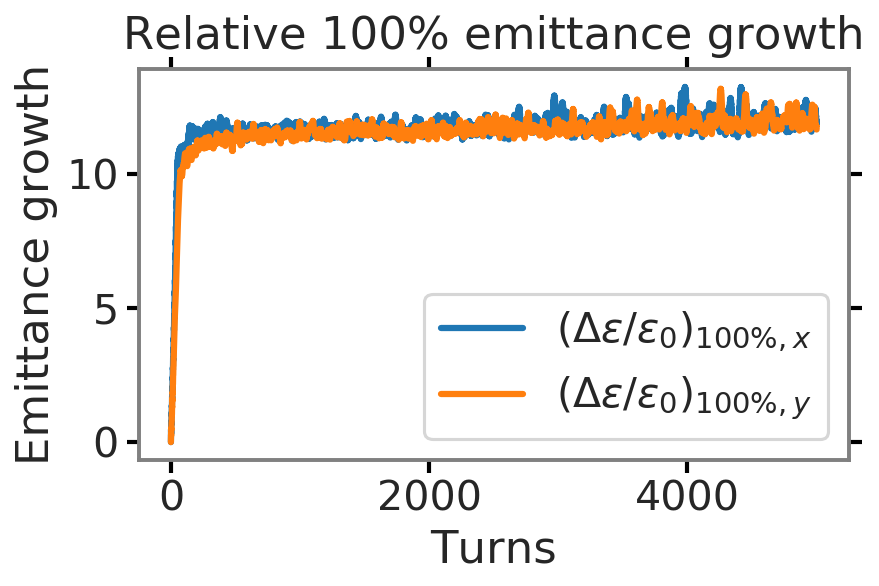 Relative 100% emittance growth
Emittance growth
10
5
0
(Δε/ε₀)₁₀₀%, ₓ
(Δε/ε₀)₁₀₀%, y
0 2000 4000
Turns